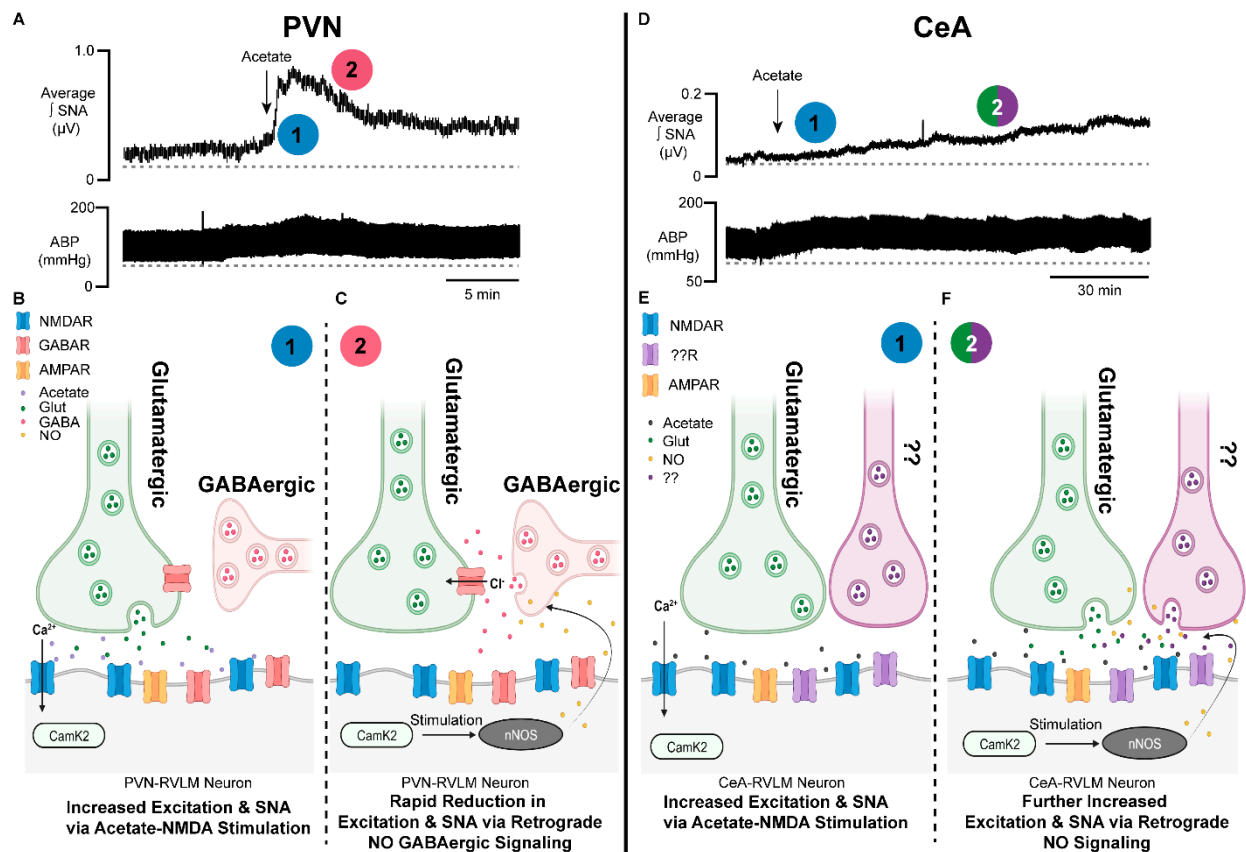 A
PVN
1.0
Average
∫ SNA
(µV)
0
Acetate
1
2
200
ABP
(mmHg)
0
5 min
B
NMDAR
GABAR
AMPAR
Acetate
Glut
GABA
NO
1
Glutamatergic
GABAergic
Ca²⁺
CamK2
PVN-RVLM Neuron
Increased Excitation & SNA
via Acetate-NMDA Stimulation
C
2
Glutamatergic
GABAergic
Cl⁻
CamK2
Stimulation
nNOS
PVN-RVLM Neuron
Rapid Reduction in
Excitation & SNA via Retrograde
NO GABAergic Signaling
D
CeA
0.2
Average
∫ SNA
(µV)
0
Acetate
1
2
200
ABP
(mmHg)
50
30 min
E
NMDAR
??R
AMPAR
Acetate
Glut
NO
??
1
Glutamatergic
??
Ca²⁺
CamK2
CeA-RVLM Neuron
Increased Excitation & SNA
via Acetate-NMDA Stimulation
F
2
Glutamatergic
??
CamK2
Stimulation
nNOS
CeA-RVLM Neuron
Further Increased
Excitation & SNA via Retrograde
NO Signaling